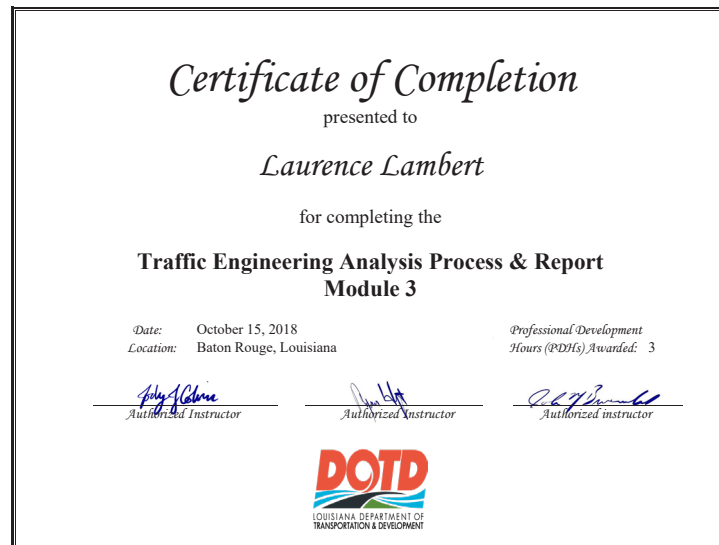 Certificate of Completion
presented to
Laurence Lambert
for completing the
Traffic Engineering Analysis Process & Report
Module 3
Date: October 15, 2018
Location: Baton Rouge, Louisiana
Professional Development
Hours (PDHs) Awarded: 3
Authorized Instructor
Authorized Instructor
Authorized instructor
DOTD
LOUISIANA DEPARTMENT OF
TRANSPORTATION & DEVELOPMENT